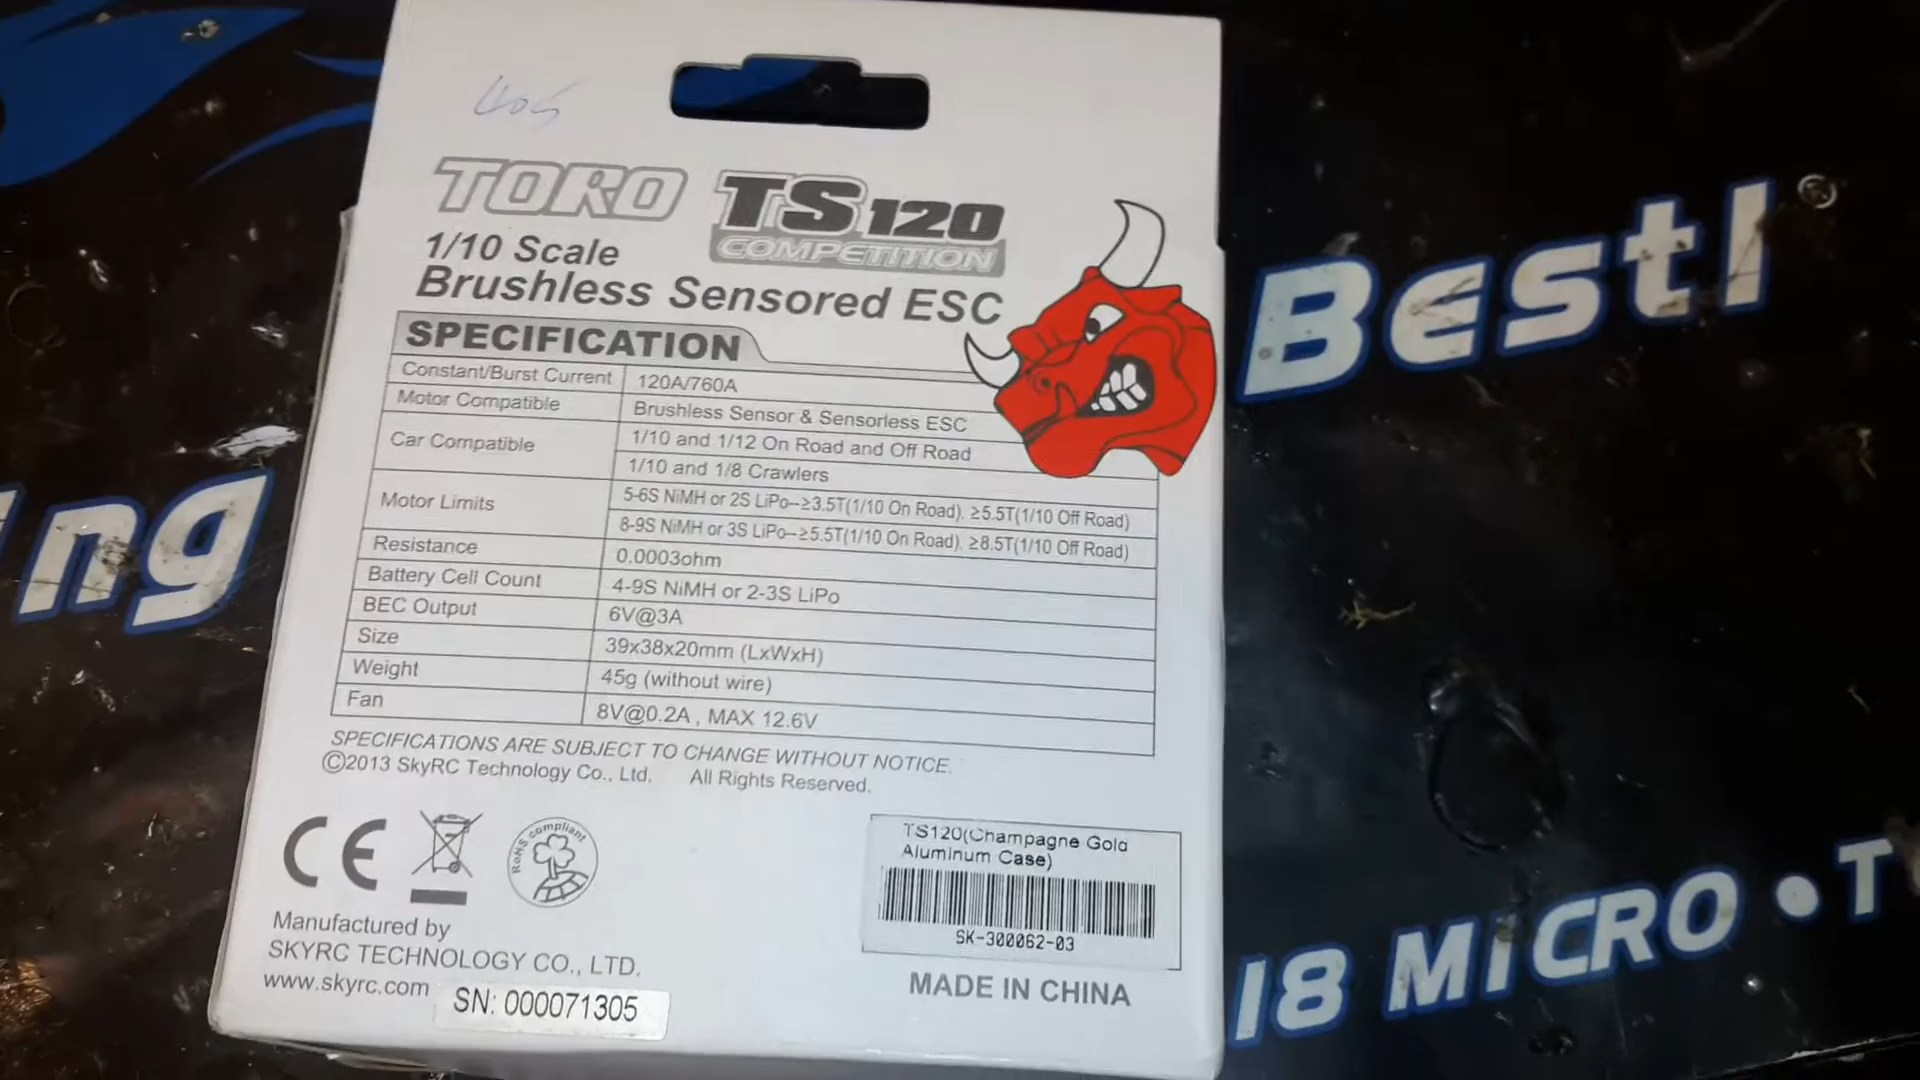 TORO TS120
COMPETITION
1/10 Scale
Brushless Sensored ESC
SPECIFICATION
Constant/Burst Current 120A/760A
Motor Compatible Brushless Sensor & Sensorless ESC
Car Compatible 1/10 and 1/12 On Road and Off Road
1/10 and 1/8 Crawlers
Motor Limits 5-6S NiMH or 2S LiPo--≥3.5T(1/10 On Road), ≥5.5T(1/10 Off Road)
8-9S NiMH or 3S LiPo--≥5.5T(1/10 On Road), ≥8.5T(1/10 Off Road)
Resistance 0.0003ohm
Battery Cell Count 4-9S NiMH or 2-3S LiPo
BEC Output 6V@3A
Size 39x38x20mm (LxWxH)
Weight 45g (without wire)
Fan 8V@0.2A , MAX 12.6V
SPECIFICATIONS ARE SUBJECT TO CHANGE WITHOUT NOTICE.
©2013 SkyRC Technology Co., Ltd. All Rights Reserved.
CE
RoHS compliant
TS120(Champagne Gold
Aluminum Case)
SK-300062-03
Manufactured by
SKYRC TECHNOLOGY CO., LTD.
www.skyrc.com
SN: 000071305
MADE IN CHINA
ng
Bestl
18 MiCRO • T